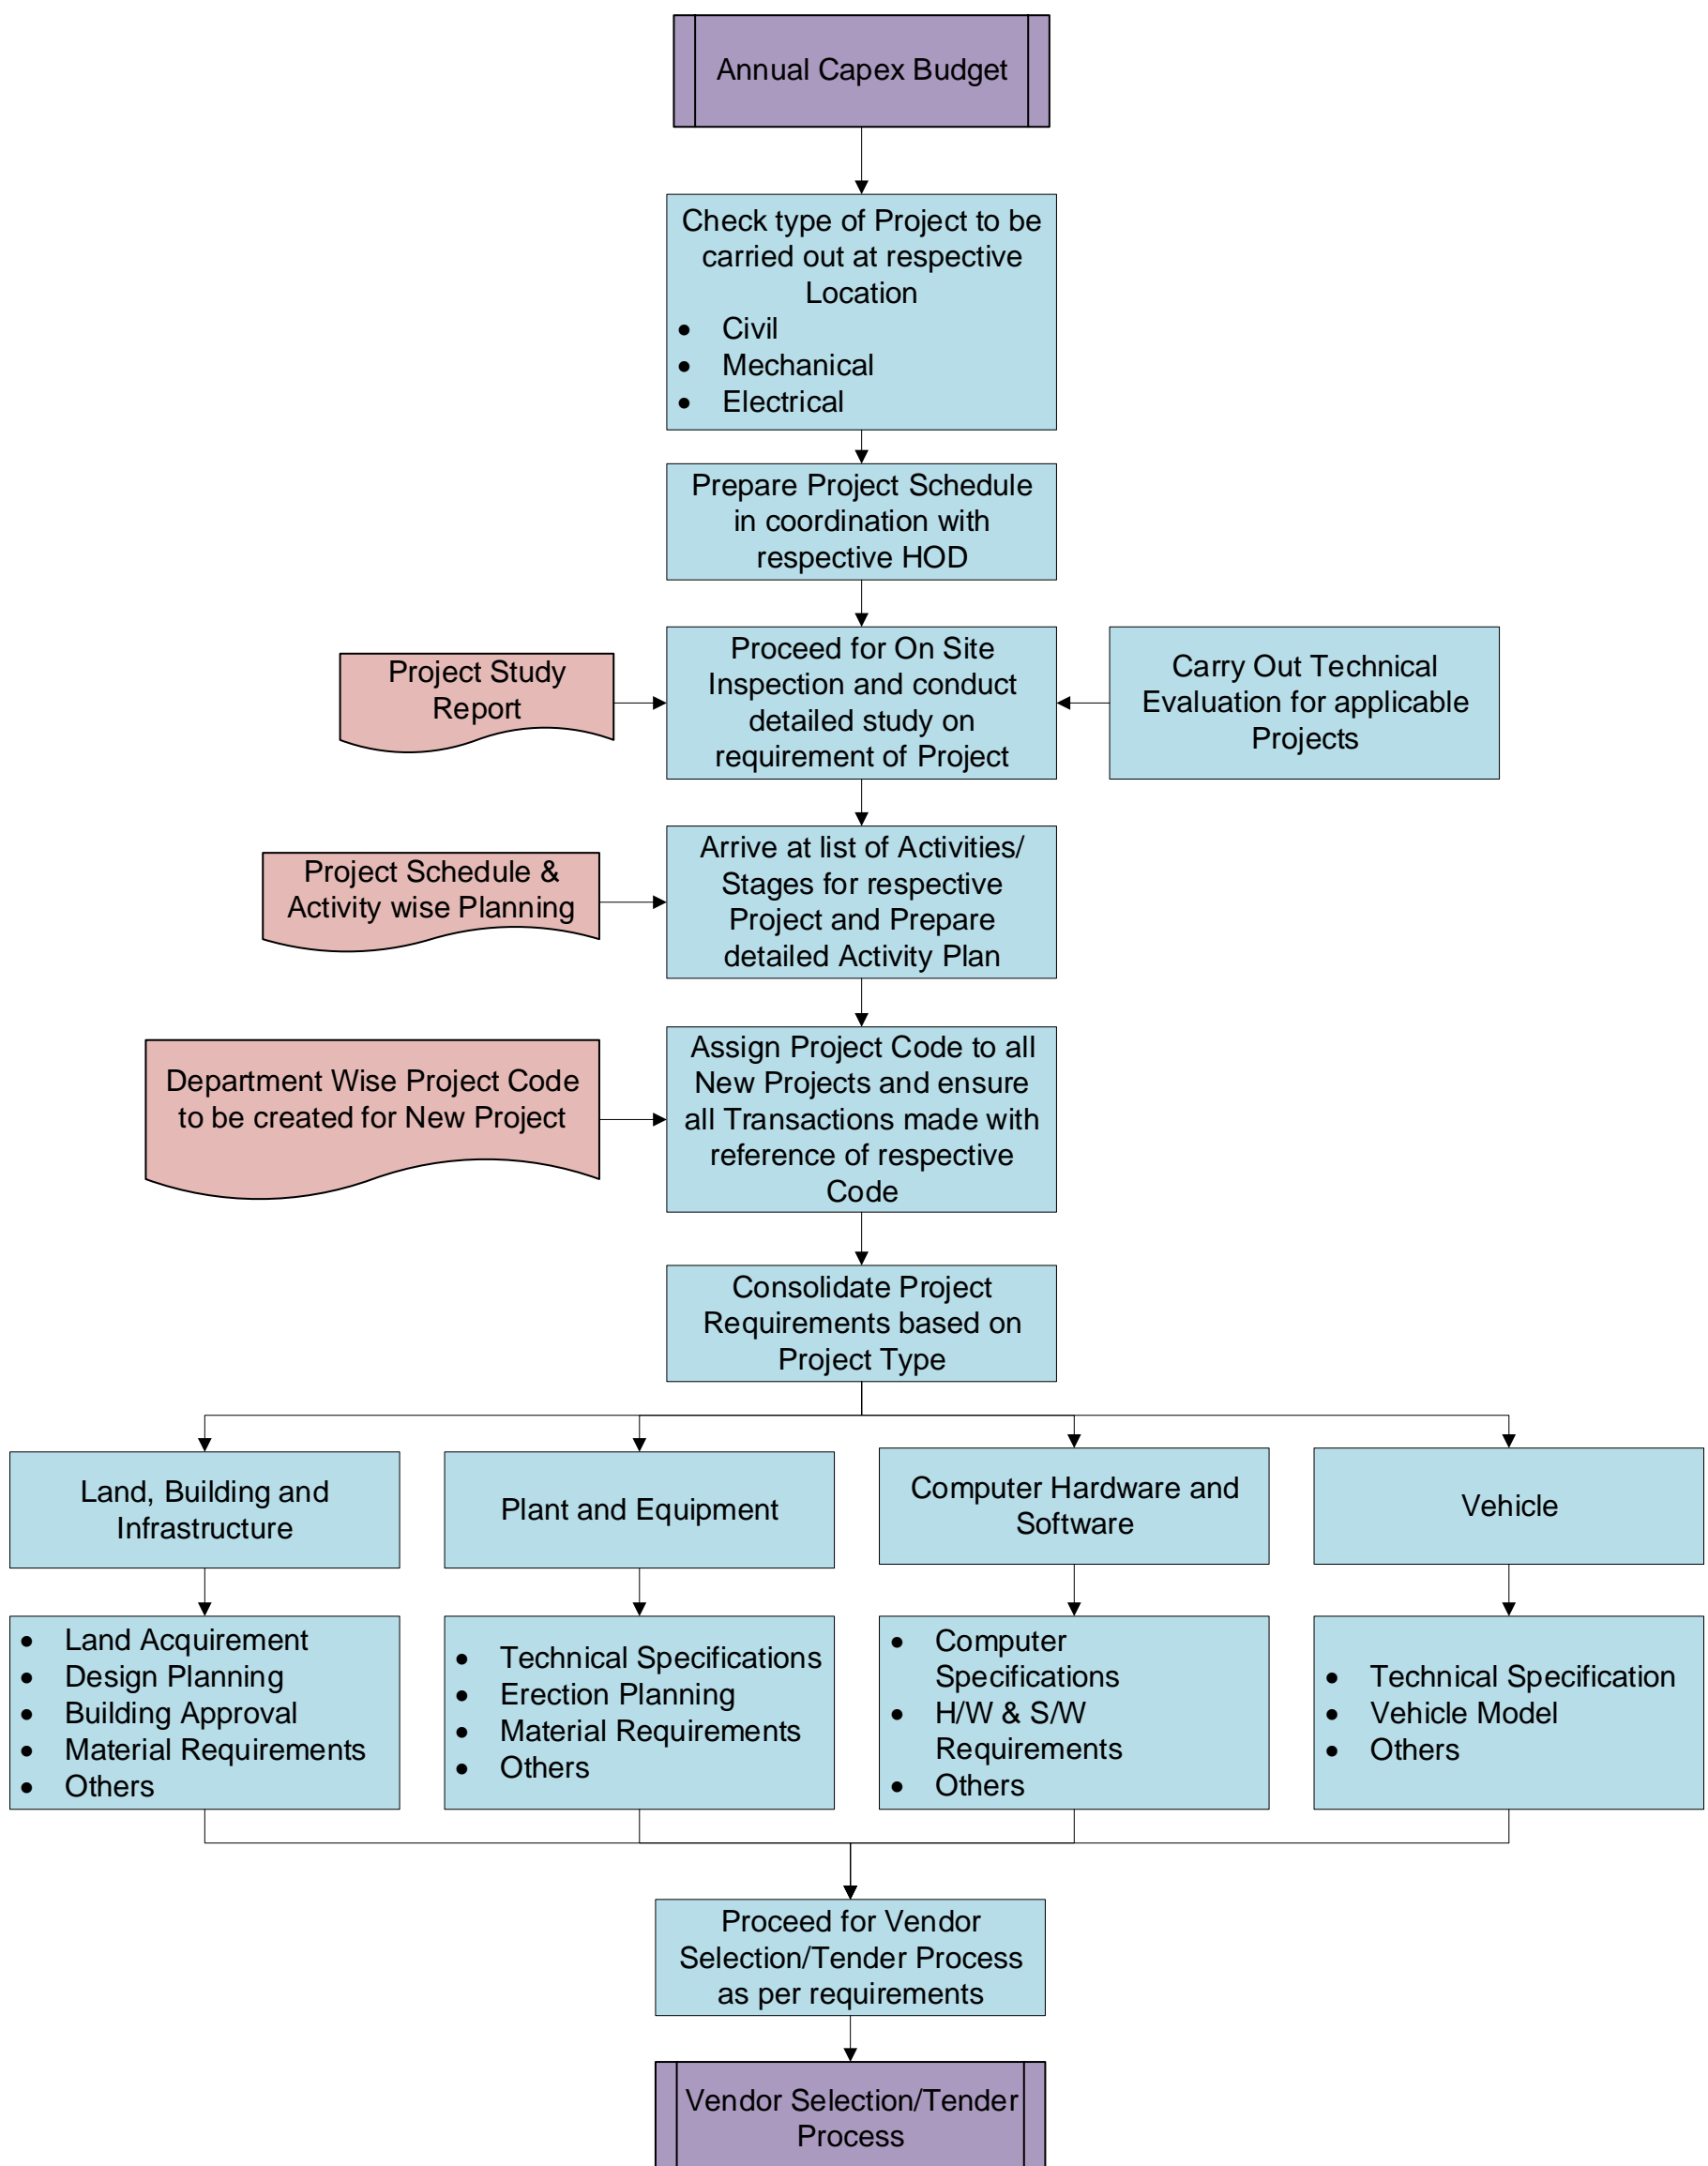 Annual Capex Budget
Check type of Project to be
carried out at respective
Location
• Civil
• Mechanical
• Electrical
Prepare Project Schedule
in coordination with
respective HOD
Project Study
Report
Proceed for On Site
Inspection and conduct
detailed study on
requirement of Project
Carry Out Technical
Evaluation for applicable
Projects
Project Schedule &
Activity wise Planning
Arrive at list of Activities/
Stages for respective
Project and Prepare
detailed Activity Plan
Department Wise Project Code
to be created for New Project
Assign Project Code to all
New Projects and ensure
all Transactions made with
reference of respective
Code
Consolidate Project
Requirements based on
Project Type
Land, Building and
Infrastructure
Plant and Equipment
Computer Hardware and
Software
Vehicle
• Land Acquirement
• Design Planning
• Building Approval
• Material Requirements
• Others
• Technical Specifications
• Erection Planning
• Material Requirements
• Others
• Computer
Specifications
• H/W & S/W
Requirements
• Others
• Technical Specification
• Vehicle Model
• Others
Proceed for Vendor
Selection/Tender Process
as per requirements
Vendor Selection/Tender
Process